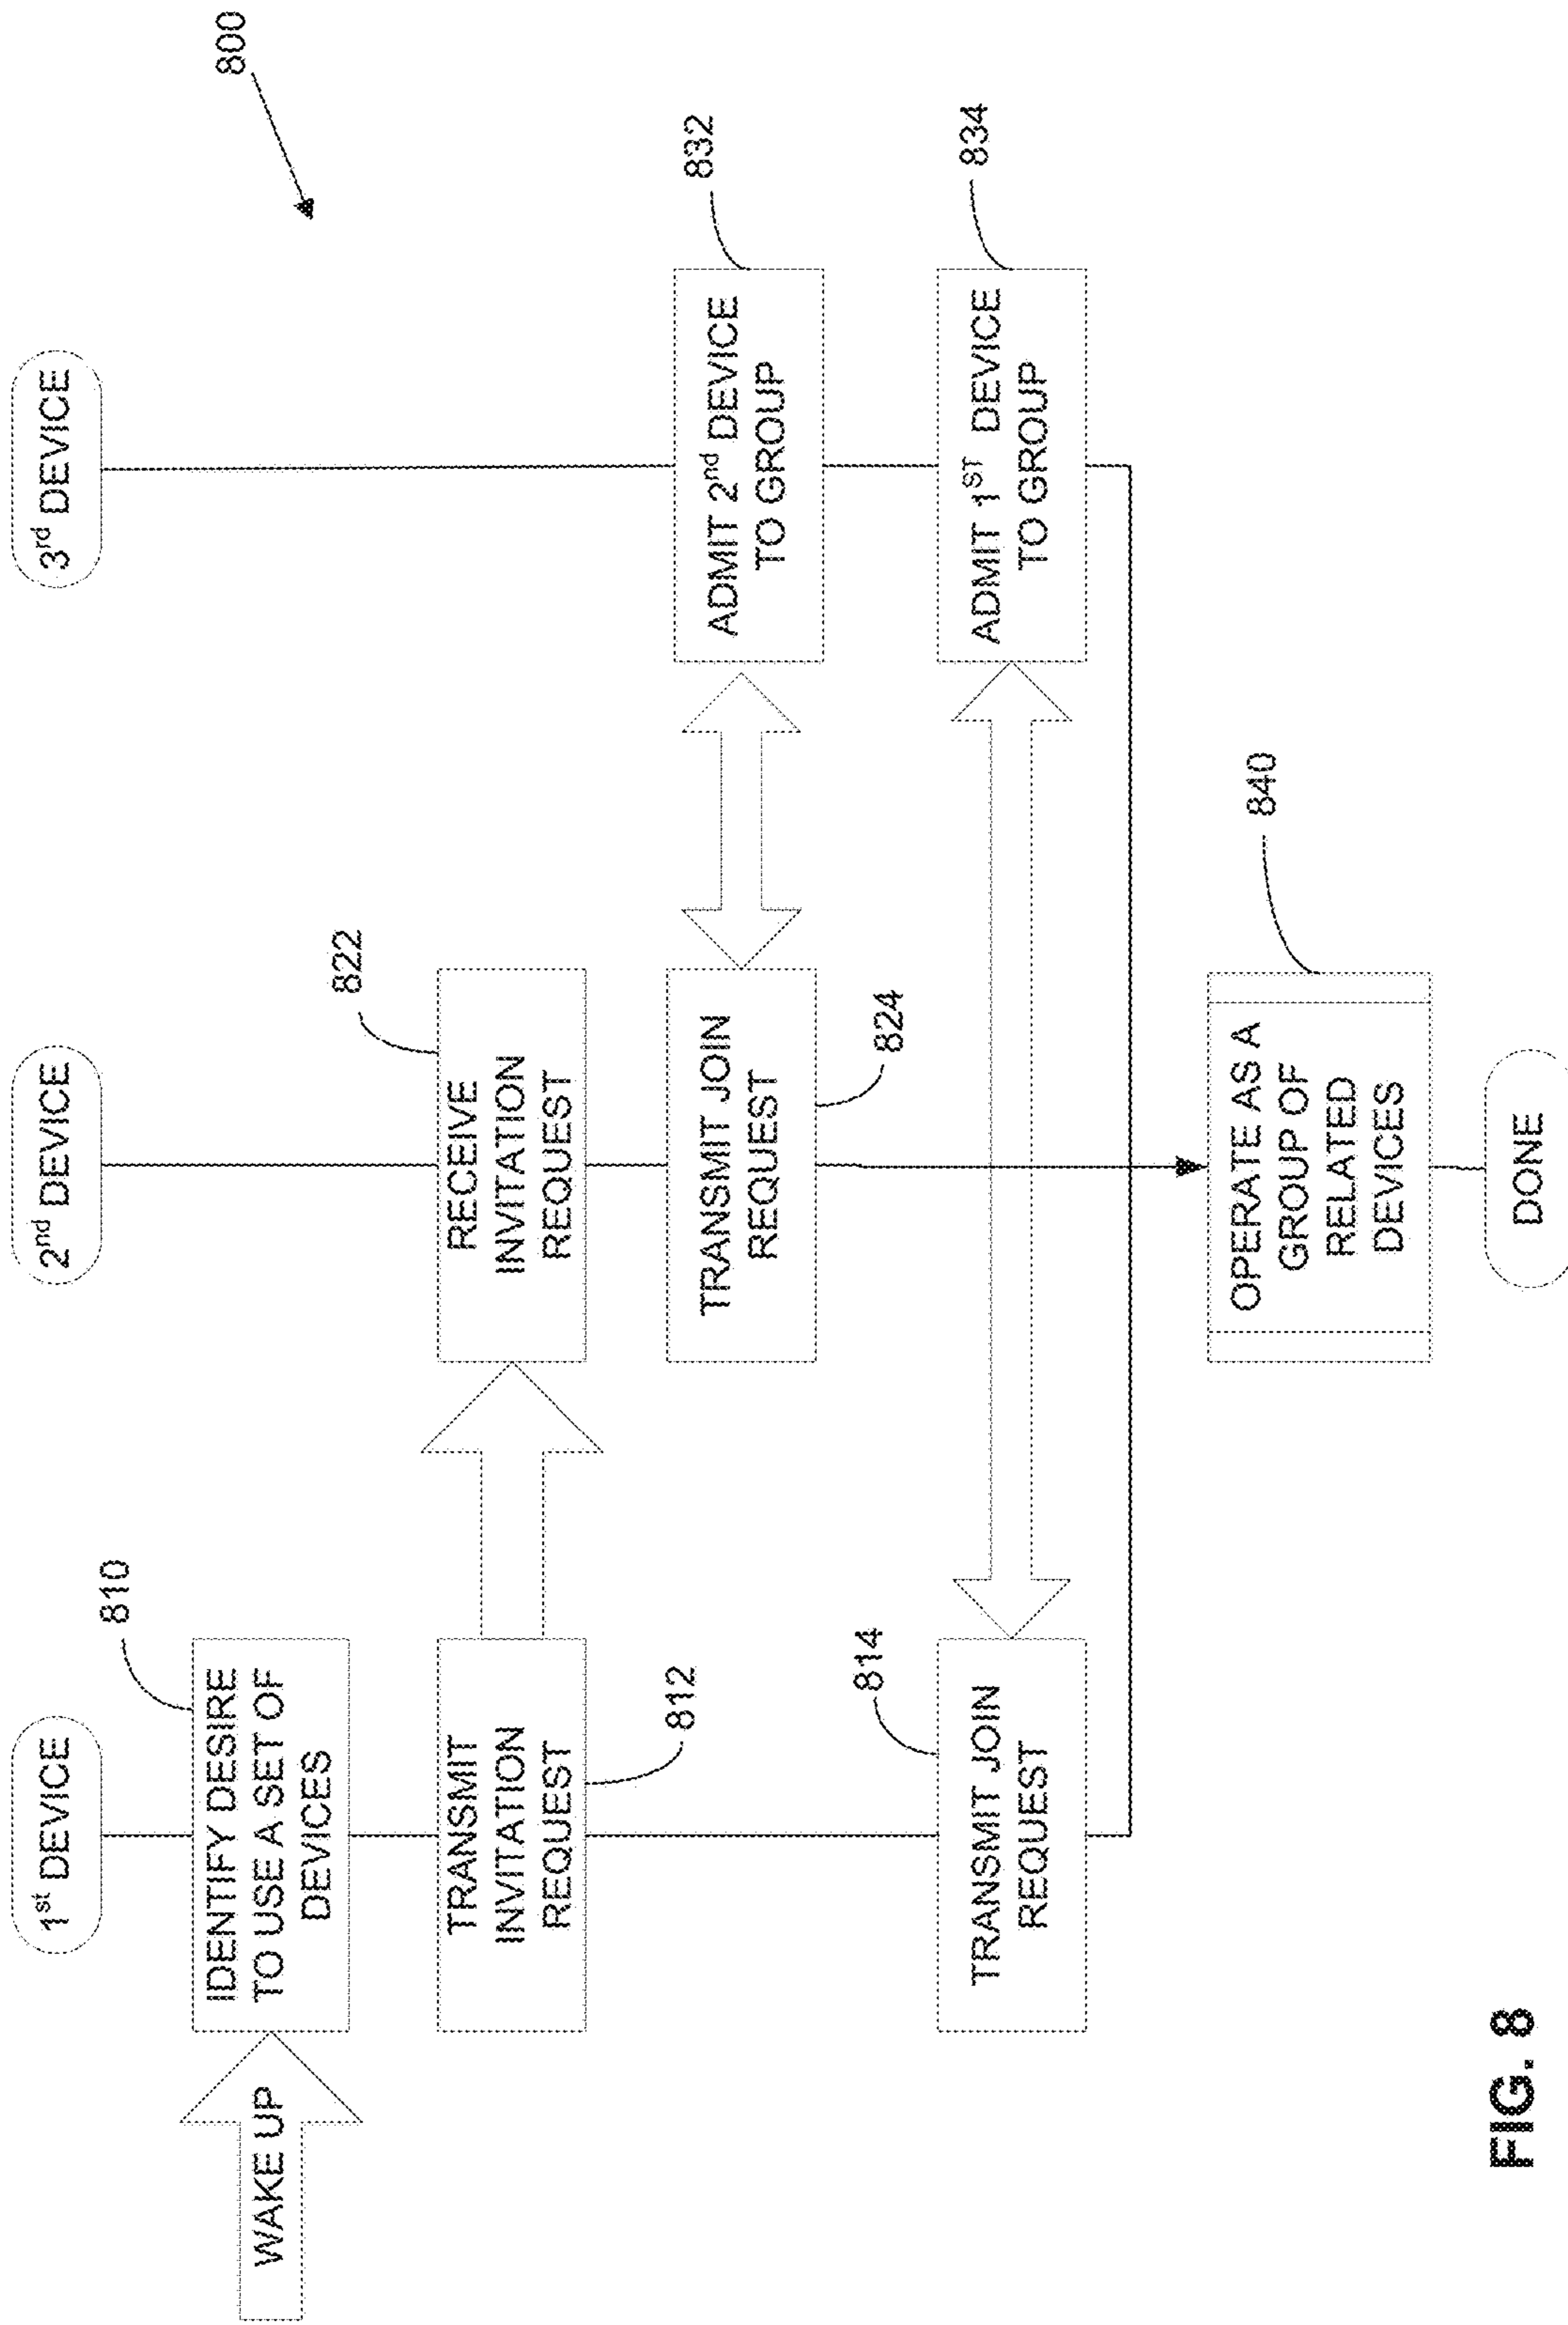 800
1st DEVICE
2nd DEVICE
3rd DEVICE
WAKE UP
810
IDENTIFY DESIRE
TO USE A SET OF
DEVICES
TRANSMIT
INVITATION
REQUEST
812
822
RECEIVE
INVITATION
REQUEST
TRANSMIT JOIN
REQUEST
824
832
ADMIT 2nd DEVICE
TO GROUP
814
TRANSMIT JOIN
REQUEST
834
ADMIT 1ST DEVICE
TO GROUP
840
OPERATE AS A
GROUP OF
RELATED
DEVICES
DONE
FIG. 8